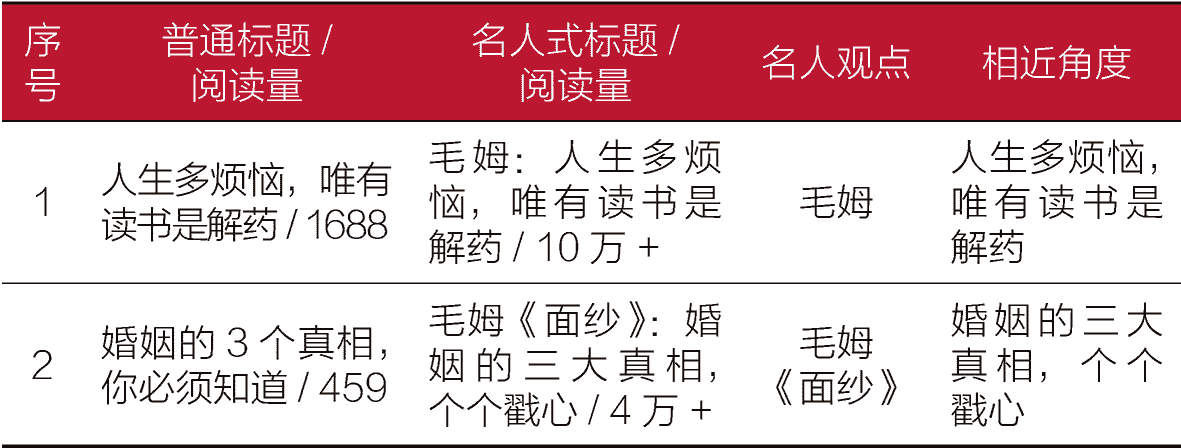 序号
普通标题 /
阅读量
名人式标题 /
阅读量
名人观点
相近角度
1
人生多烦恼，唯有
读书是解药 / 1688
毛姆：人生多烦
恼，唯有读书是
解药 / 10 万 +
毛姆
人生多烦恼，
唯有读书是
解药
2
婚姻的 3 个真相，
你必须知道 / 459
毛姆《面纱》：婚
姻的三大真相，
个个戳心 / 4 万 +
毛姆
《面纱》
婚姻的三大
真相，个个
戳心